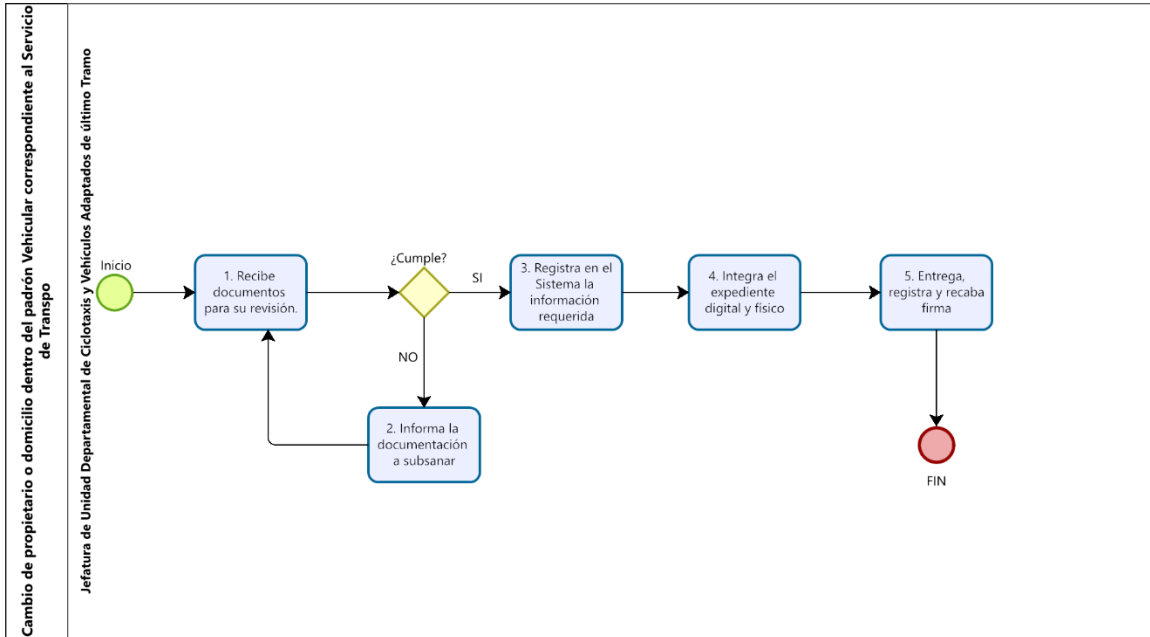 Cambio de propietario o domicilio dentro del padrón Vehicular correspondiente al Servicio
de Transpo
Jefatura de Unidad Departamental de Ciclotaxis y Vehículos Adaptados de último Tramo
Inicio
1. Recibe
documentos
para su revisión.
¿Cumple?
SI
NO
2. Informa la
documentación
a subsanar
3. Registra en el
Sistema la
información
requerida
4. Integra el
expediente
digital y físico
5. Entrega,
registra y recaba
firma
FIN